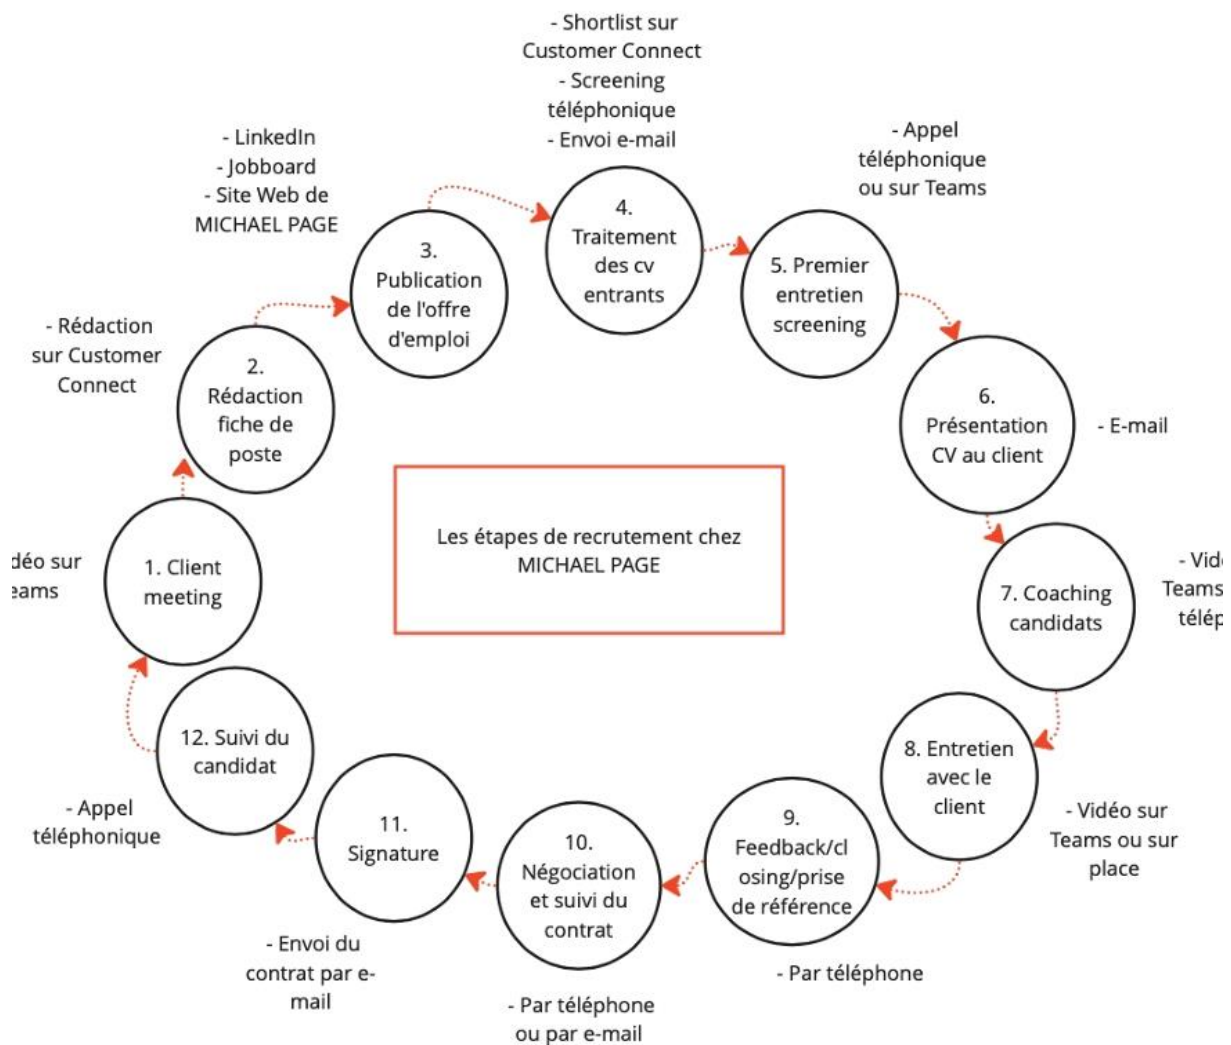 - Shortlist sur
Customer Connect
- Screening
téléphonique
- Envoi e-mail
- LinkedIn
- Jobboard
- Site Web de
MICHAEL PAGE
- Appel
téléphonique
ou sur Teams
4.
Traitement
des cv
entrants
3.
Publication
de l'offre
d'emploi
5. Premier
entretien
screening
- Rédaction
sur Customer
Connect
2.
Rédaction
fiche de
poste
6.
Présentation
CV au client
- E-mail
Les étapes de recrutement chez
MICHAEL PAGE
sur
1. Client
meeting
7. Coaching
candidats
-
Teams
12. Suivi du
candidat
8. Entretien
avec le
client
- Appel
téléphonique
- Vidéo sur
Teams ou sur
place
11.
Signature
10.
Négociation
et suivi du
contrat
9.
Feedback/cl
osing/prise
de référence
- Envoi du
contrat par e-
mail
- Par téléphone
- Par téléphone
ou par e-mail